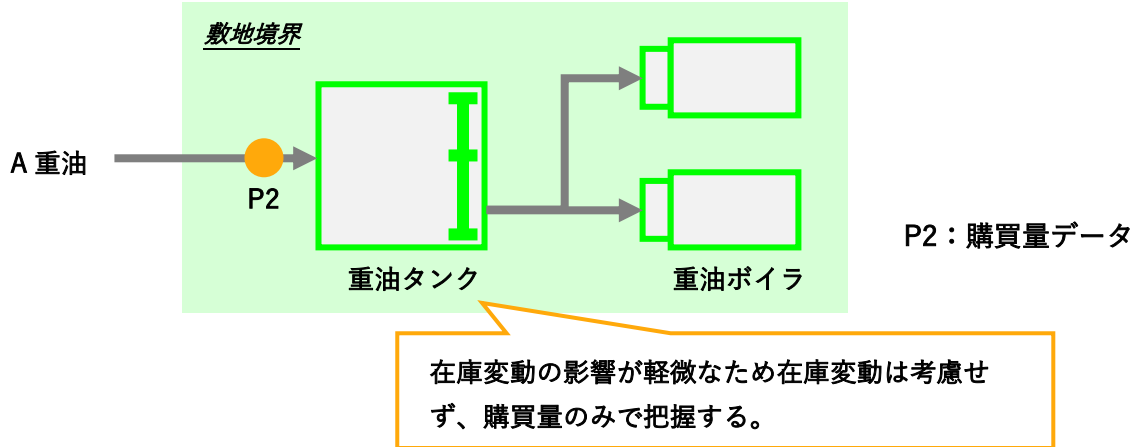 敷地境界
A 重油
P2
重油タンク
重油ボイラ
P2：購買量データ
在庫変動の影響が軽微なため在庫変動は考慮せ
ず、購買量のみで把握する。